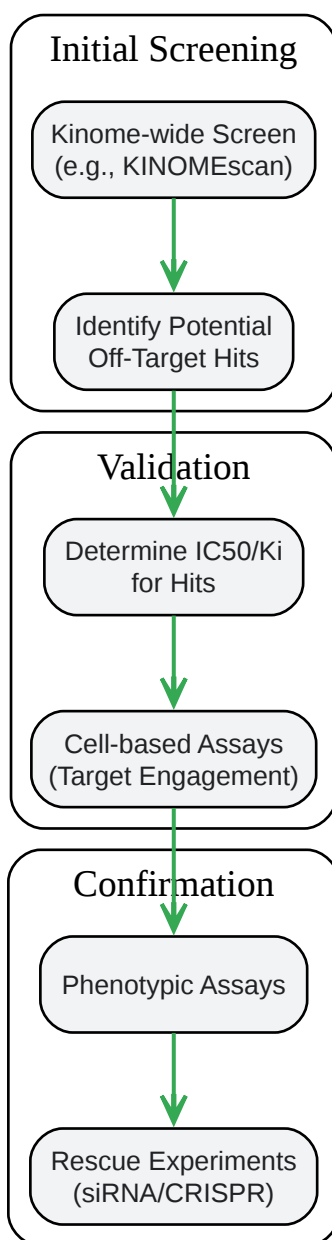 Initial Screening
Kinome-wide Screen
(e.g., KINOMEscan)
Identify Potential
Off-Target Hits
Validation
Determine IC50/Ki
for Hits
Cell-based Assays
(Target Engagement)
Confirmation
Phenotypic Assays
Rescue Experiments
(siRNA/CRISPR)